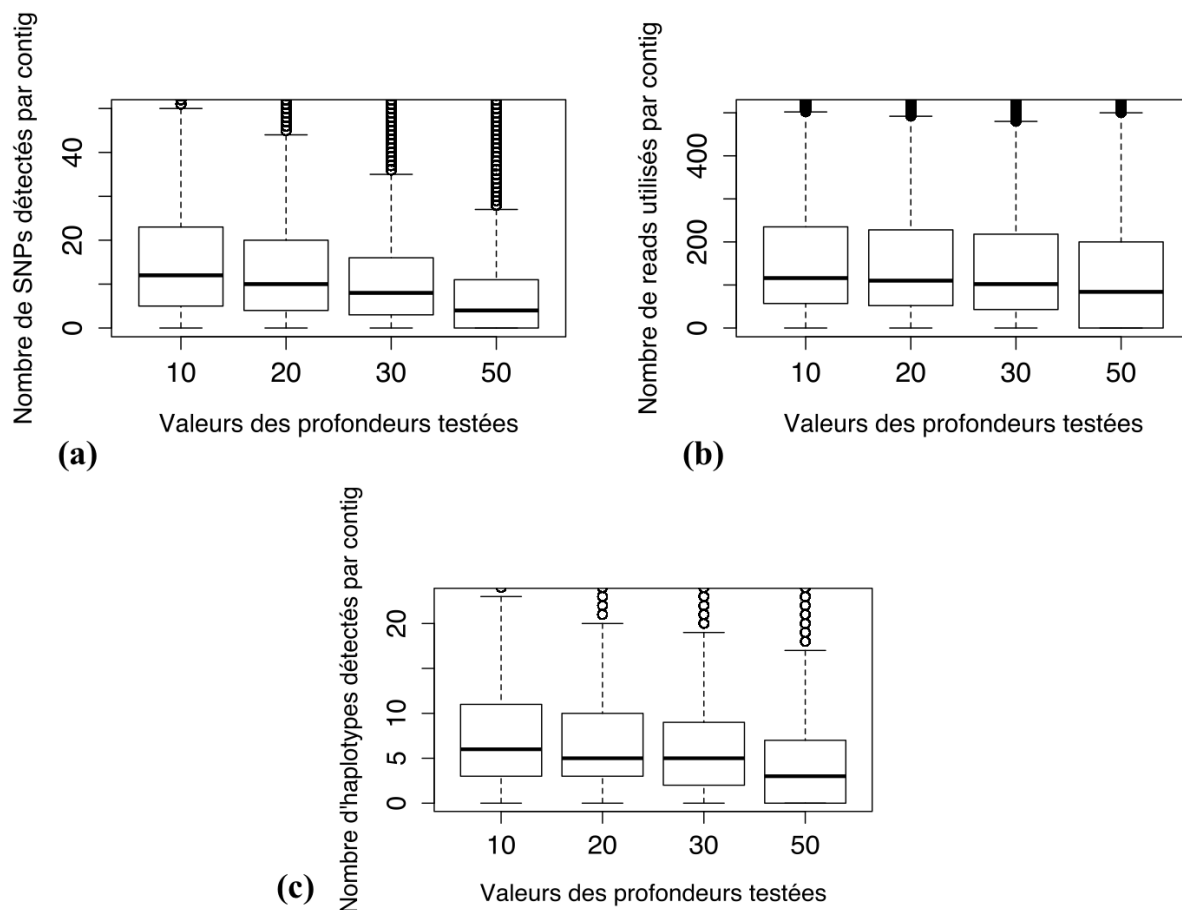 Nombre de SNPs détectés par contig
40
20
0
10 20 30 50
Valeurs des profondeurs testées
(a)
Nombre de reads utilisés par contig
400
200
0
10 20 30 50
Valeurs des profondeurs testées
(b)
Nombre d'haplotypes détectés par contig
20
10
5
0
10 20 30 50
Valeurs des profondeurs testées
(c)